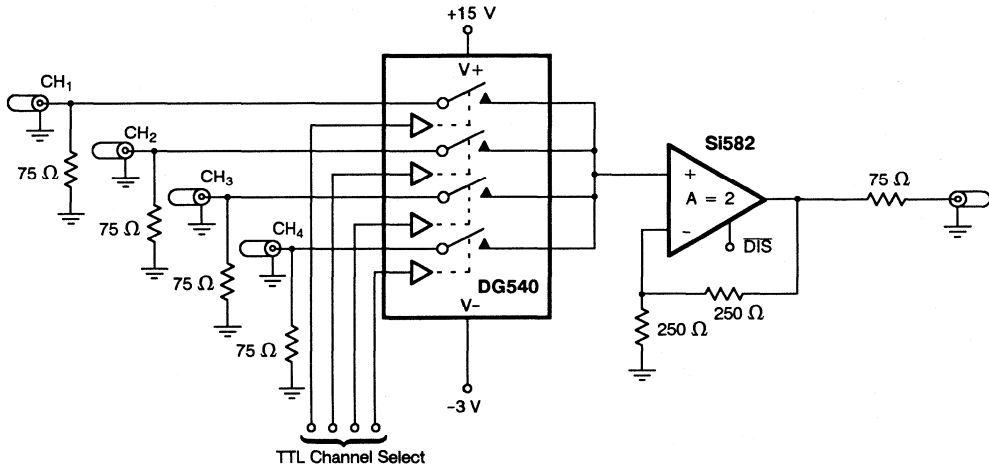 +15 V
V+
CH1
75 Ω
CH2
75 Ω
CH3
75 Ω
CH4
75 Ω
DG540
V-
-3 V
TTL Channel Select
Si582
+
A = 2
-
DIS
250 Ω
250 Ω
75 Ω